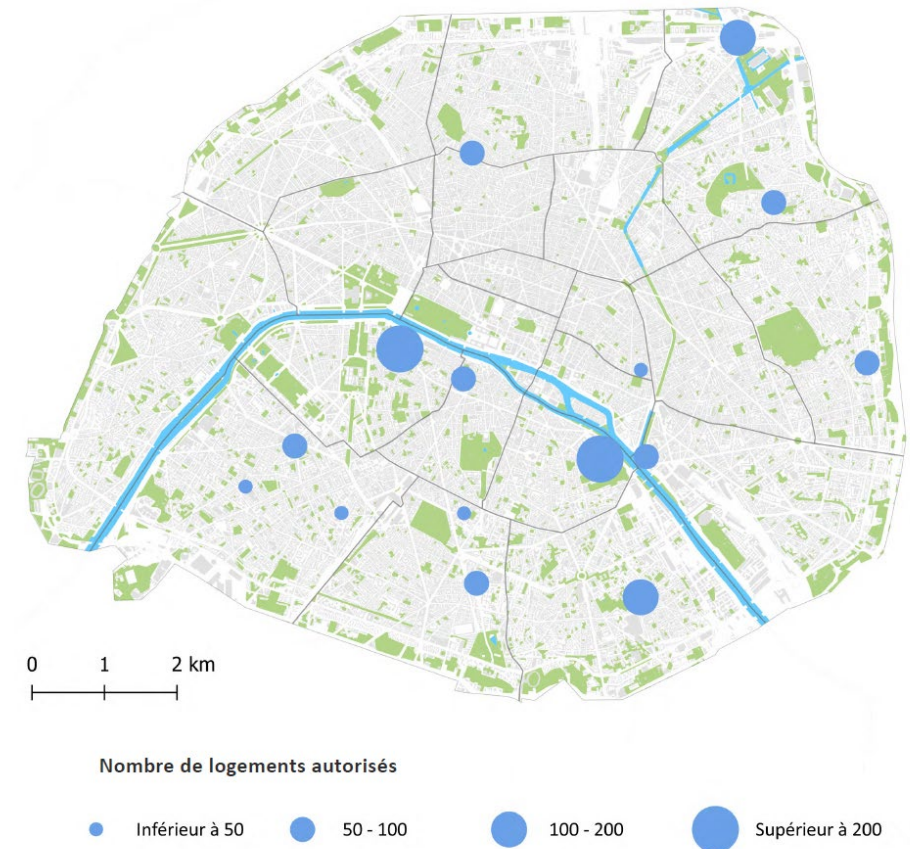 0 1 2 km
Nombre de logements autorisés
Inférieur à 50 50 - 100 100 - 200 Supérieur à 200